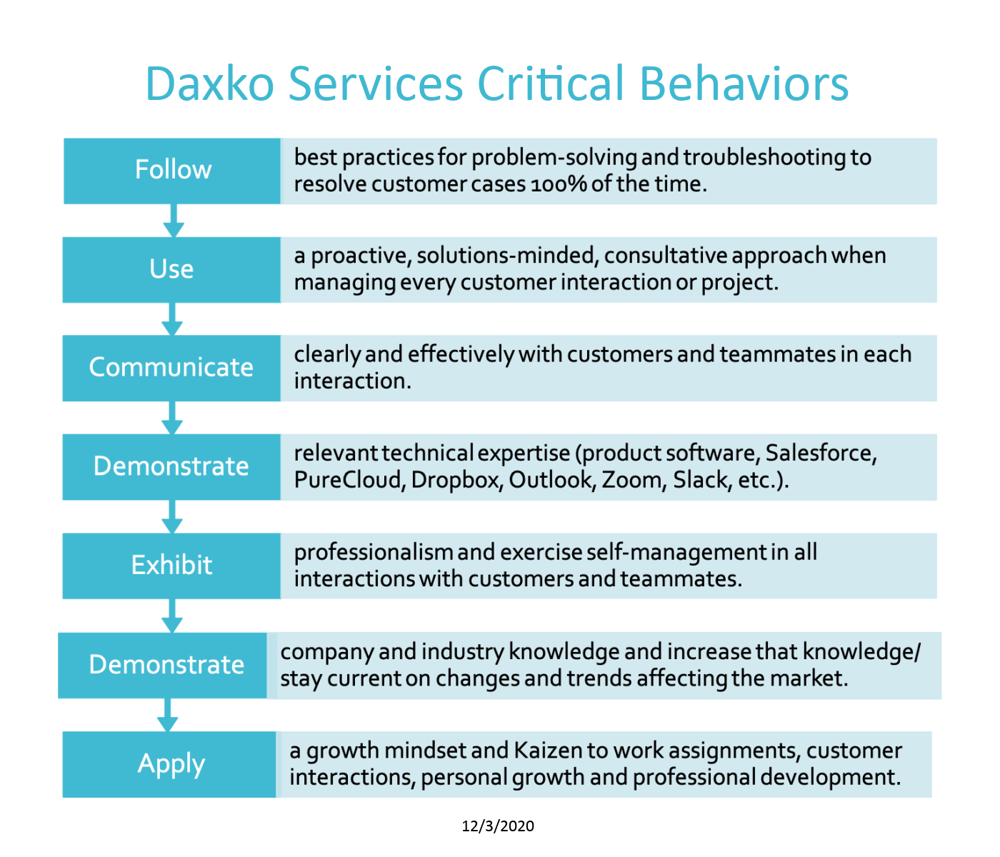 Daxko Services Critical Behaviors
Follow
best practices for problem-solving and troubleshooting to
resolve customer cases 100% of the time.
Use
a proactive, solutions-minded, consultative approach when
managing every customer interaction or project.
Communicate
clearly and effectively with customers and teammates in each
interaction.
Demonstrate
relevant technical expertise (product software, Salesforce,
PureCloud, Dropbox, Outlook, Zoom, Slack, etc.).
Exhibit
professionalism and exercise self-management in all
interactions with customers and teammates.
Demonstrate
company and industry knowledge and increase that knowledge/
stay current on changes and trends affecting the market.
Apply
a growth mindset and Kaizen to work assignments, customer
interactions, personal growth and professional development.
12/3/2020